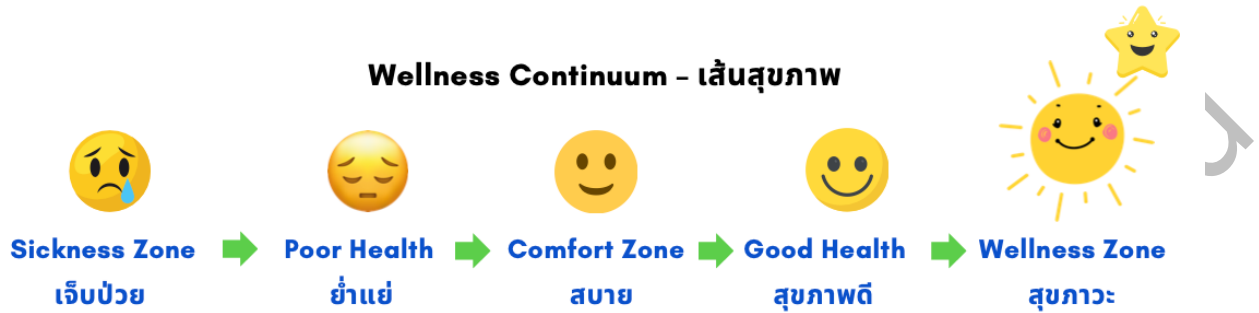 Wellness Continuum – เส้นสุขภาพ
Sickness Zone
Poor Health
Comfort Zone
Good Health
Wellness Zone
เจ็บป่วย
ย่ำแย่
สบาย
สุขภาพดี
สุขภาวะ